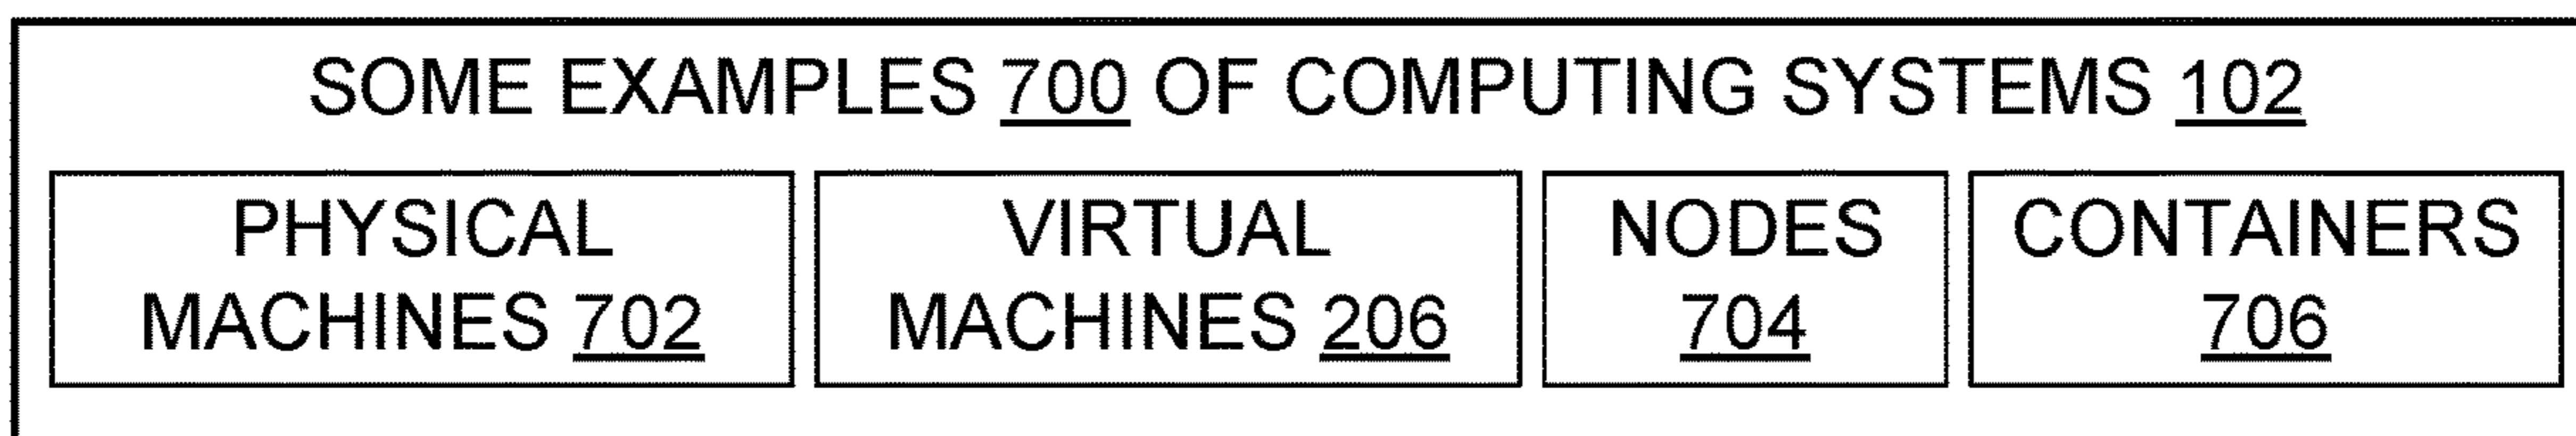 SOME EXAMPLES 700 OF COMPUTING SYSTEMS 102
PHYSICAL
MACHINES 702
VIRTUAL
MACHINES 206
NODES
704
CONTAINERS
706